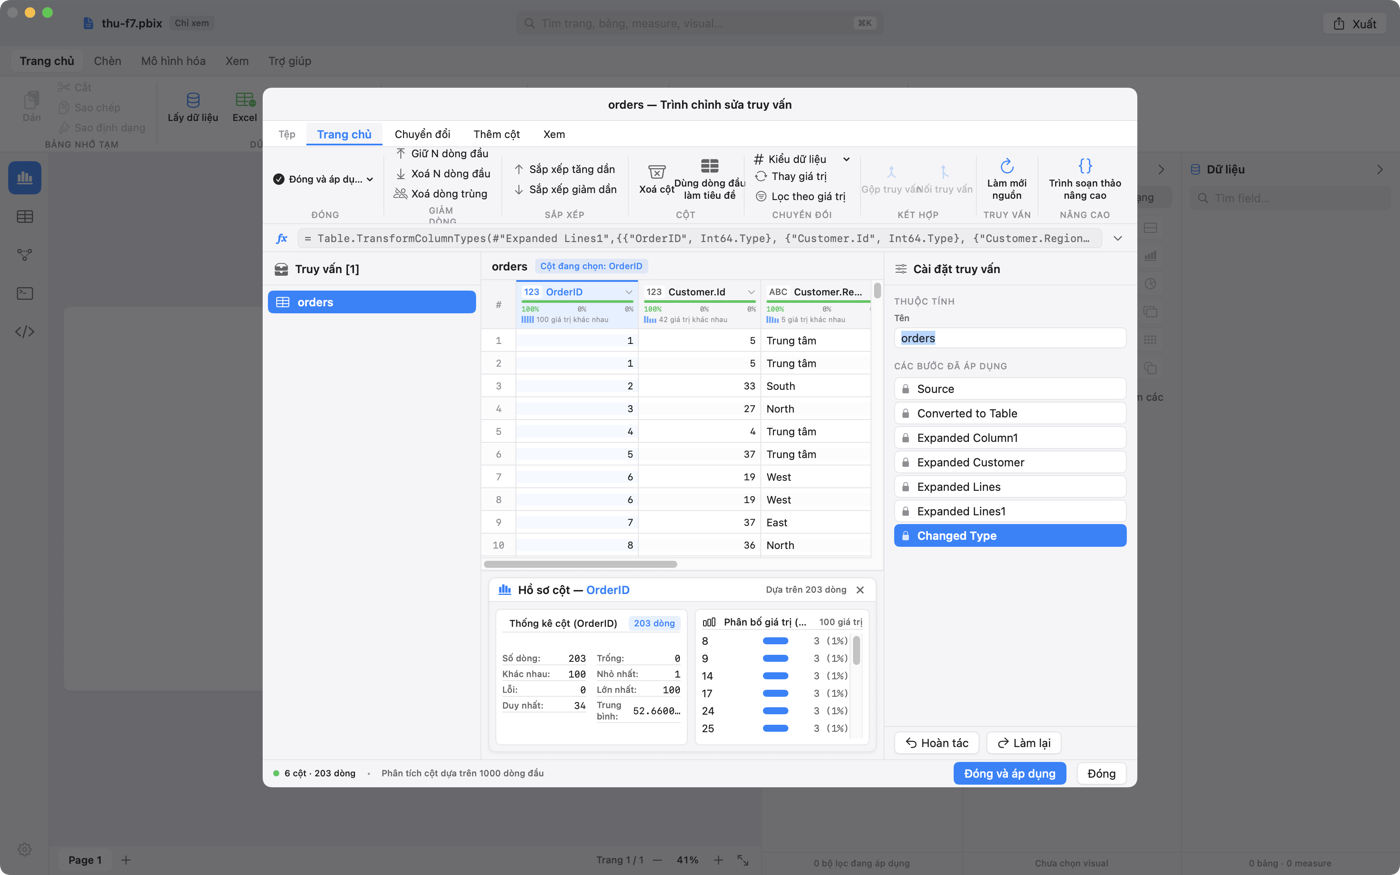 thu-f7.pbix
Chỉ xem
Tìm trang, bảng, measure, visual...
⌘K
Xuất
Trang chủ
Chèn
Mô hình hóa
Xem
Trợ giúp
Dán
Cắt
Sao chép
Sao định dạng
BẢNG NHỚ TẠM
Lấy dữ liệu
Excel
orders — Trình chỉnh sửa truy vấn
Tệp
Trang chủ
Chuyển đổi
Thêm cột
Xem
Đóng và áp dụ...
ĐÓNG
Giữ N dòng đầu
Xoá N dòng đầu
Xoá dòng trùng
GIẢM DÒNG
Sắp xếp tăng dần
Sắp xếp giảm dần
SẮP XẾP
Xoá cột
Dùng dòng đầu làm tiêu đề
CỘT
Kiểu dữ liệu
Thay giá trị
Lọc theo giá trị
CHUYỂN ĐỔI
Gộp truy vấn
Nối truy vấn
KẾT HỢP
Làm mới nguồn
TRUY VẤN
Trình soạn thảo nâng cao
NÂNG CAO
fx
= Table.TransformColumnTypes(#"Expanded Lines1",{{"OrderID", Int64.Type}, {"Customer.Id", Int64.Type}, {"Customer.Region…
Truy vấn [1]
orders
orders
Cột đang chọn: OrderID
#
123 OrderID
100% 0% 0%
100 giá trị khác nhau
123 Customer.Id
100% 0% 0%
42 giá trị khác nhau
ABC Customer.Re...
100% 0%
5 giá trị khác nhau
1 1 5 Trung tâm
2 1 5 Trung tâm
3 2 33 South
4 3 27 North
5 4 4 Trung tâm
6 5 37 Trung tâm
7 6 19 West
8 6 19 West
9 7 37 East
10 8 36 North
Hồ sơ cột — OrderID
Dựa trên 203 dòng
Thống kê cột (OrderID)
203 dòng
Số dòng: 203
Trống: 0
Khác nhau: 100
Nhỏ nhất: 1
Lỗi: 0
Lớn nhất: 100
Duy nhất: 34
Trung bình: 52.6600…
Phân bố giá trị (...
100 giá trị
8 3 (1%)
9 3 (1%)
14 3 (1%)
17 3 (1%)
24 3 (1%)
25 3 (1%)
Cài đặt truy vấn
THUỘC TÍNH
Tên
orders
CÁC BƯỚC ĐÃ ÁP DỤNG
Source
Converted to Table
Expanded Column1
Expanded Customer
Expanded Lines
Expanded Lines1
Changed Type
Hoàn tác
Làm lại
6 cột · 203 dòng
•
Phân tích cột dựa trên 1000 dòng đầu
Đóng và áp dụng
Đóng
Dữ liệu
Tìm field...
Page 1
Trang 1 / 1
41%
0 bộ lọc đang áp dụng
Chưa chọn visual
0 bảng · 0 measure